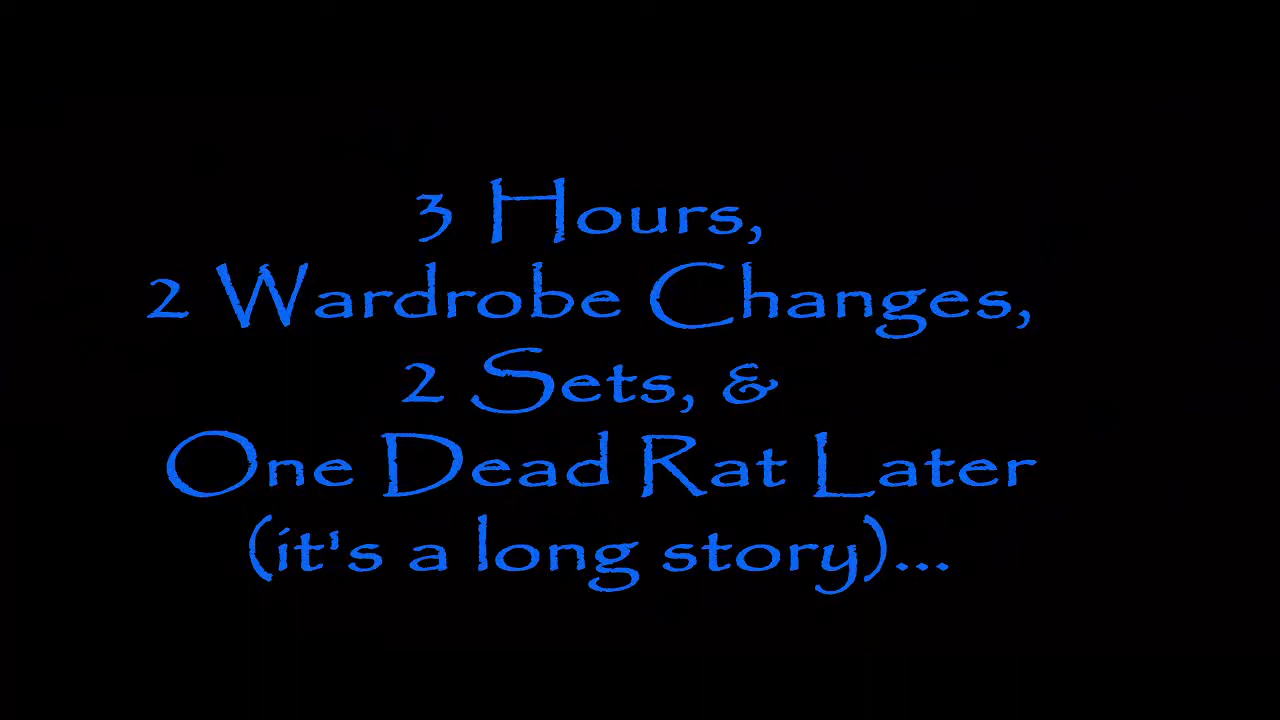 3 Hours,
2 Wardrobe Changes,
2 Sets, &
One Dead Rat Later
(it's a long story)...